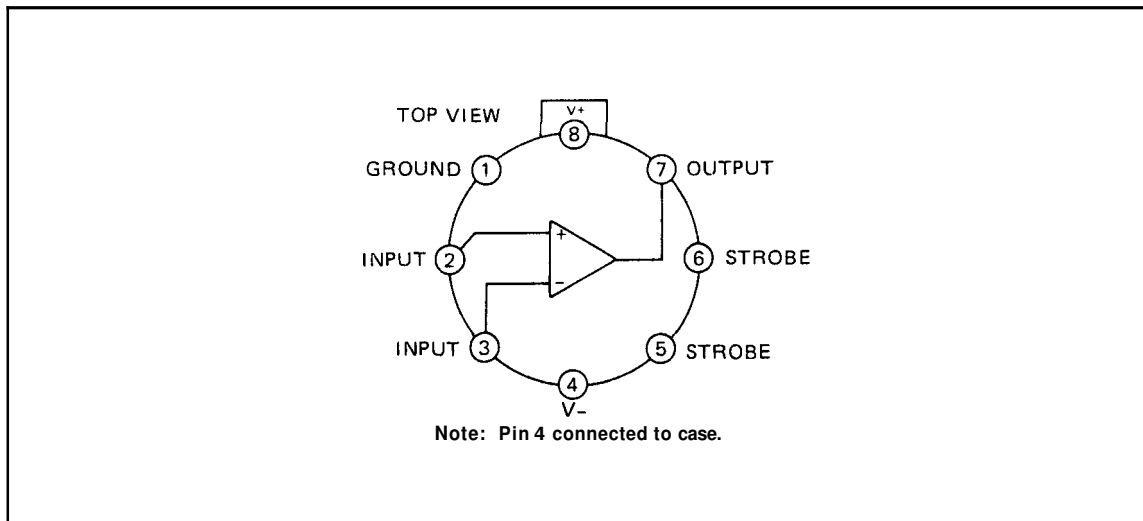 TOP VIEW
V+
8
GROUND 1
7 OUTPUT
INPUT 2
+
6 STROBE
-
INPUT 3
5 STROBE
4
V-
Note: Pin 4 connected to case.